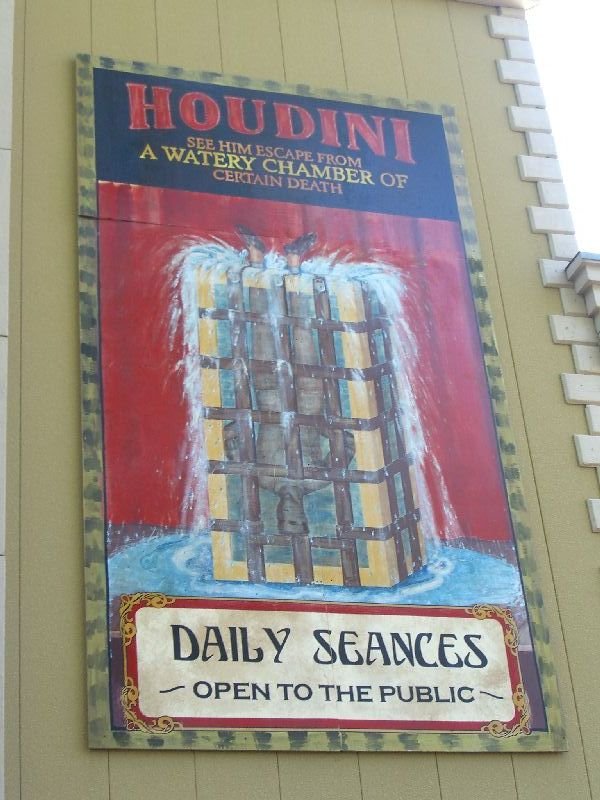 HOUDINI
SEE HIM ESCAPE FROM
A WATERY CHAMBER OF
CERTAIN DEATH
DAILY SEANCES
~ OPEN TO THE PUBLIC ~